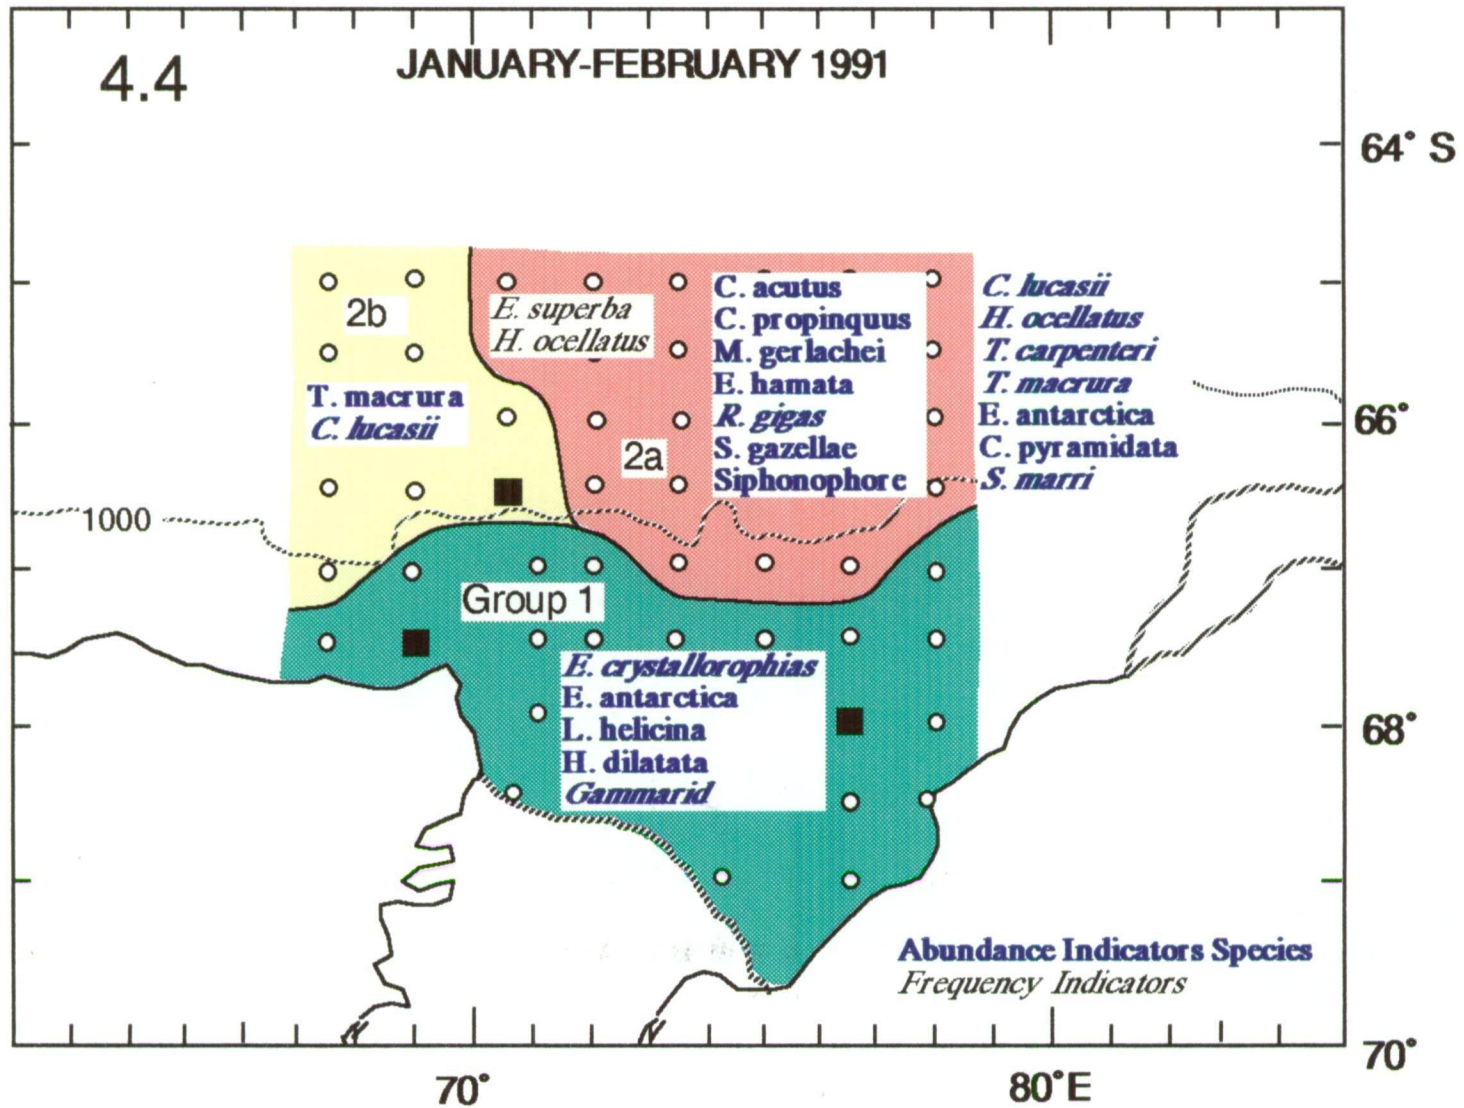 4.4
JANUARY-FEBRUARY 1991
64° S
2b
E. superba
H. ocellatus
C. acutus
C. propinquus
M. gerlachei
E. hamata
R. gigas
S. gazellae
Siphonophore
C. lucasii
H. ocellatus
T. carpenteri
T. macrura
E. antarctica
C. pyramidata
S. marri
T. macrura
C. lucasii
2a
66°
1000
Group 1
E. crystallorophias
E. antarctica
L. helicina
H. dilatata
Gammarid
68°
Abundance Indicators Species
Frequency Indicators
70°
70°
80°E